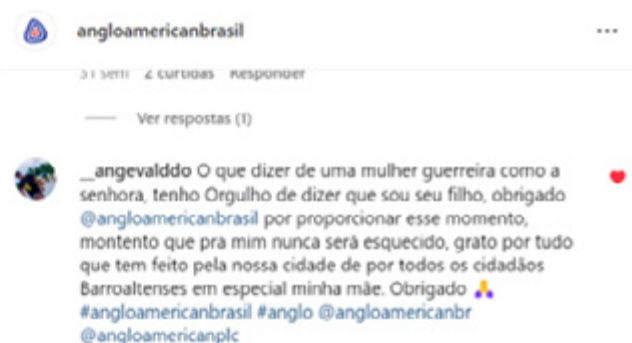 angloamericanbrasil
...
31 sem 2 curtidas Responder
Ver respostas (1)
__angevalddo O que dizer de uma mulher guerreira como a
senhora, tenho Orgulho de dizer que sou seu filho, obrigado
@angloamericanbrasil por proporcionar esse momento,
montento que pra mim nunca será esquecido, grato por tudo
que tem feito pela nossa cidade de por todos os cidadãos
Barroaltenses em especial minha mãe. Obrigado 🙏
#angloamericanbrasil #anglo @angloamericanbr
@angloamericanplc